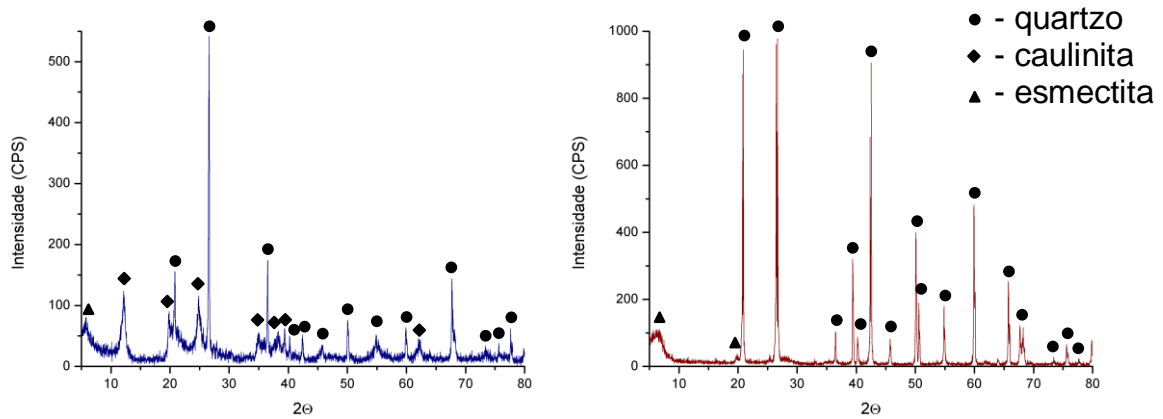 - quartzo
- caulinita
- esmectita
Intensidade (CPS)
500
400
300
200
100
0
10 20 30 40 50 60 70 80
2Θ
Intensidade (CPS)
1000
800
600
400
200
0
10 20 30 40 50 60 70 80
2Θ